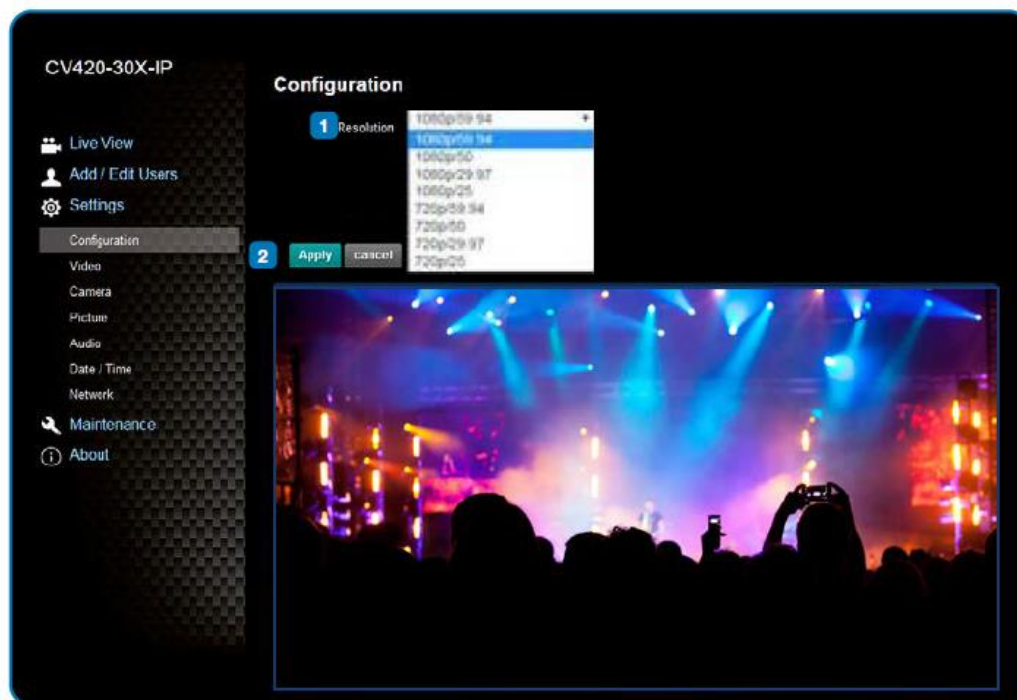 CV420-30X-IP
Configuration
1 Resolution
1080p/59.94
1080p/59.94
1080p/50
1080p/29.97
1080p/25
720p/59.94
720p/50
720p/29.97
720p/25
2 Apply cancel
Live View
Add / Edit Users
Settings
Configuration
Video
Camera
Picture
Audio
Date / Time
Network
Maintenance
About